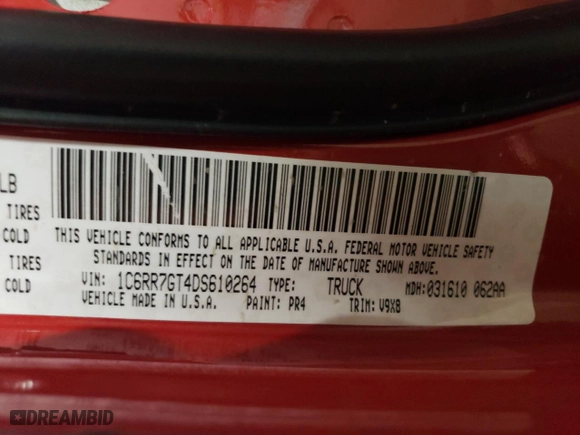 LB
TIRES
COLD
TIRES
COLD
THIS VEHICLE CONFORMS TO ALL APPLICABLE U.S.A. FEDERAL MOTOR VEHICLE SAFETY
STANDARDS IN EFFECT ON THE DATE OF MANUFACTURE SHOWN ABOVE.
VIN: 1C6RR7GT4DS610264 TYPE: TRUCK MDH: 031610 062AA
VEHICLE MADE IN U.S.A. PAINT: PR4 TRIM: V9X8
DREAMBID